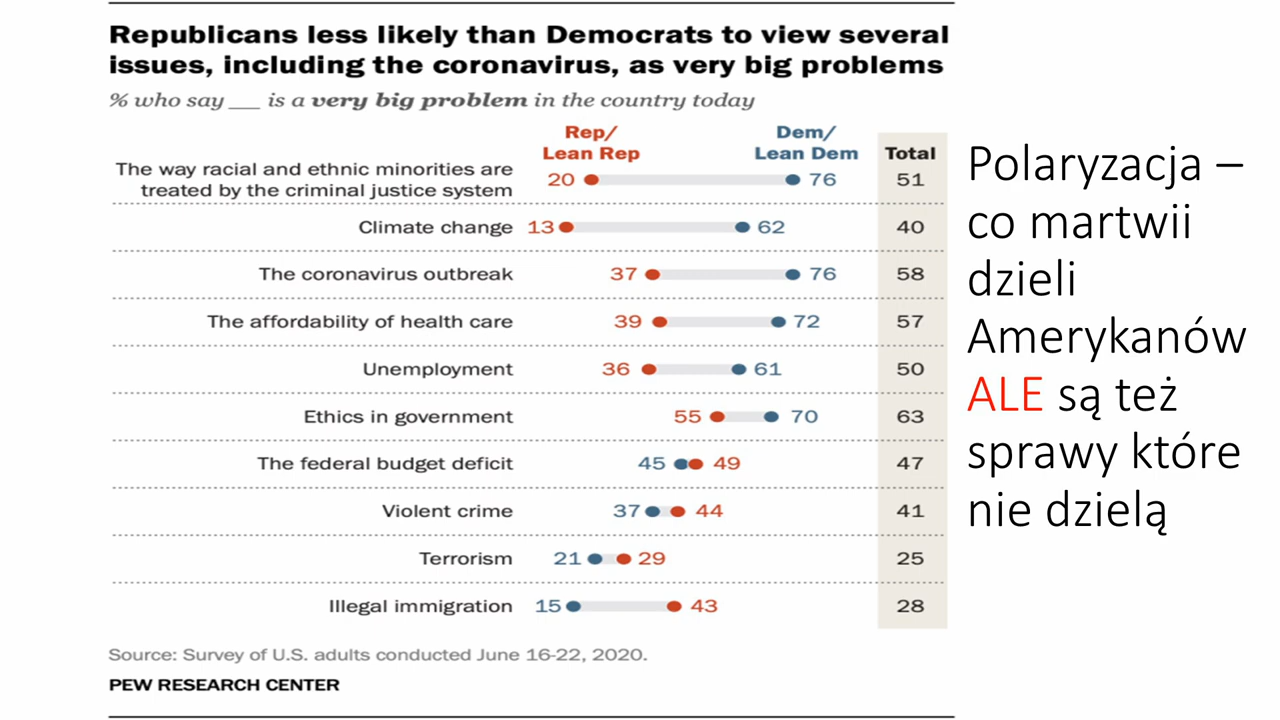 Republicans less likely than Democrats to view several
issues, including the coronavirus, as very big problems
% who say ___ is a very big problem in the country today
Rep/
Lean Rep
Dem/
Lean Dem
Total
The way racial and ethnic minorities are
treated by the criminal justice system
20 76 51
Climate change 13 62 40
The coronavirus outbreak 37 76 58
The affordability of health care 39 72 57
Unemployment 36 61 50
Ethics in government 55 70 63
The federal budget deficit 45 49 47
Violent crime 37 44 41
Terrorism 21 29 25
Illegal immigration 15 43 28
Source: Survey of U.S. adults conducted June 16-22, 2020.
PEW RESEARCH CENTER
Polaryzacja –
co martwii
dzieli
Amerykanów
ALE są też
sprawy które
nie dzielą